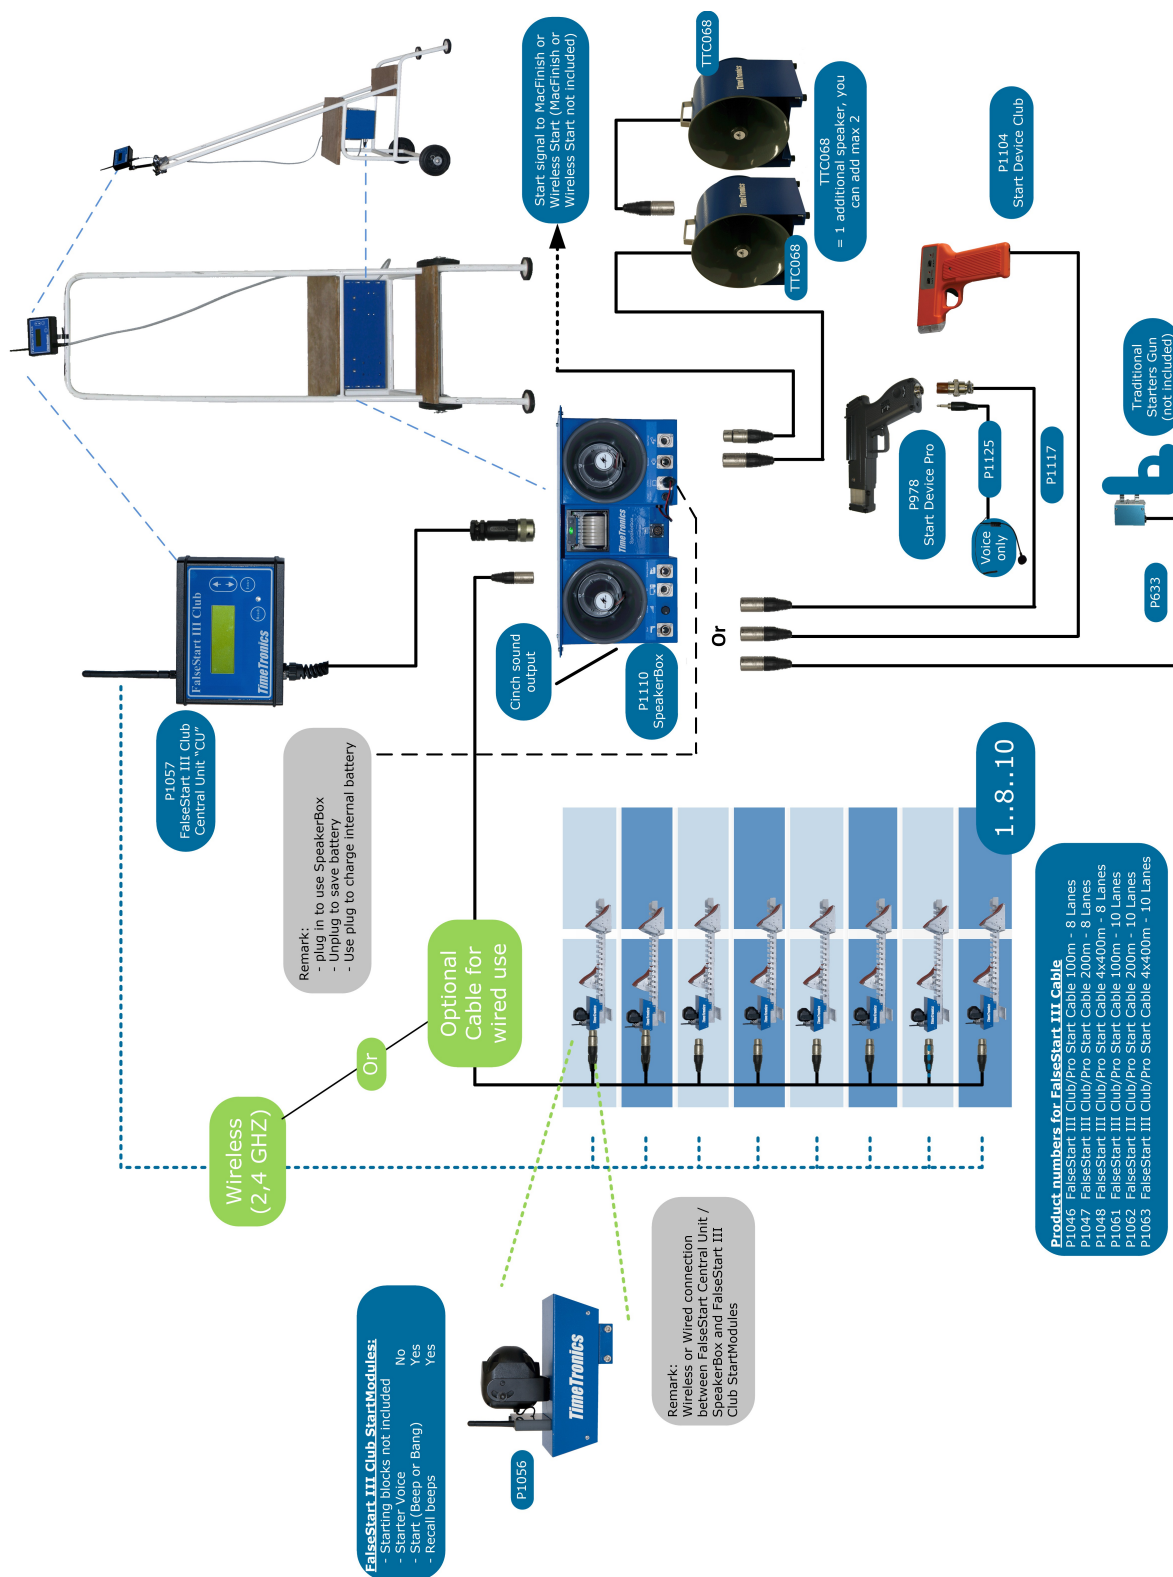 FalseStart III Club StartModules:
- Starting blocks not included
- Starter Voice No
- Start (Beep or Bang) Yes
- Recall beeps Yes
P1056
TimeTronics
Remark:
Wireless or Wired connection
between FalseStart Central Unit /
SpeakerBox and FalseStart III
Club StartModules
Wireless
(2,4 GHZ)
Or
Optional
Cable for
wired use
Remark:
- plug in to use SpeakerBox
- Unplug to save battery
- Use plug to charge internal battery
P1057
FalseStart III Club
Central Unit "CU"
FalseStart III Club
TimeTronics
Product numbers for FalseStart III Cable
P1046 FalseStart III Club/Pro Start Cable 100m - 8 Lanes
P1047 FalseStart III Club/Pro Start Cable 200m - 8 Lanes
P1048 FalseStart III Club/Pro Start Cable 4x400m - 8 Lanes
P1061 FalseStart III Club/Pro Start Cable 100m - 10 Lanes
P1062 FalseStart III Club/Pro Start Cable 200m - 10 Lanes
P1063 FalseStart III Club/Pro Start Cable 4x400m - 10 Lanes
1..8..10
Cinch sound
output
P1110
SpeakerBox
TimeTronics
Or
Start signal to MacFinish or
Wireless Start (MacFinish or
Wireless Start not included)
TTC068
TTC068
TimeTronics
TimeTronics
TTC068
= 1 additional speaker, you
can add max 2
P978
Start Device Pro
P1125
Voice
only
P1117
P1104
Start Device Club
P633
Traditional
Starters Gun
(not included)